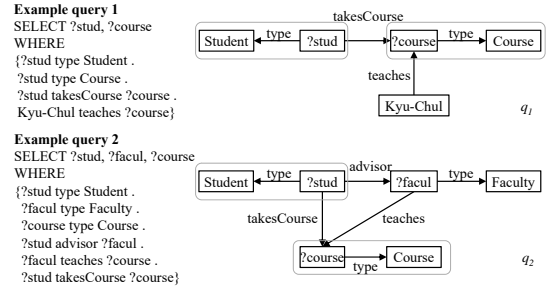 Example query 1
SELECT ?stud, ?course
WHERE
{?stud type Student .
?stud type Course .
?stud takesCourse ?course .
Kyu-Chul teaches ?course}
takesCourse
Student type ?stud ?course type Course
teaches
Kyu-Chul
q1
Example query 2
SELECT ?stud, ?facul, ?course
WHERE
{?stud type Student .
?facul type Faculty .
?course type Course .
?stud advisor ?facul .
?facul teaches ?course .
?stud takesCourse ?course}
Student type ?stud advisor ?facul type Faculty
takesCourse teaches
?course type Course
q2